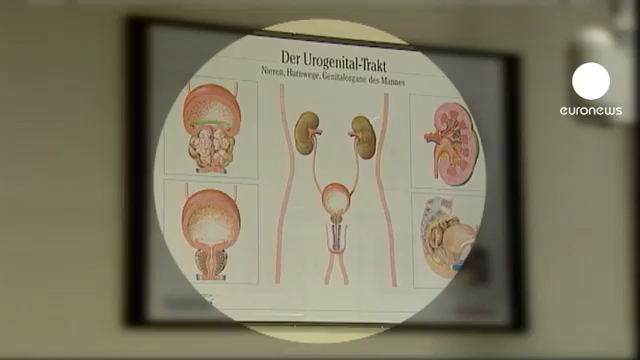 Der Urogenital-Trakt
Nieren, Harnwege, Genitalorgane des Mannes
euronews